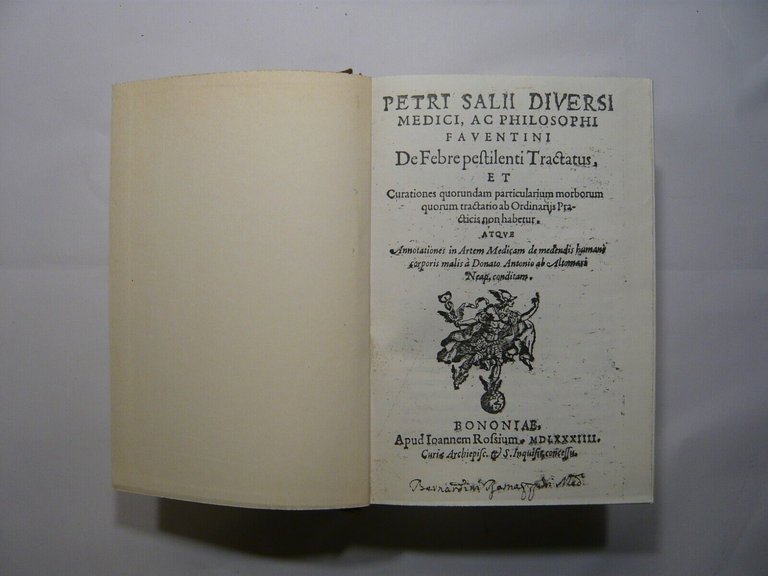 PETRI SALII DIVERSI
MEDICI, AC PHILOSOPHI
FAVENTINI
De Febre peſtilenti Tractatus,
ET
Curationes quorundam particularium morborum
quorum tractatio ab Ordinarijs Pra-
cticis non habetur.
ATQVE
Annotationes in Artem Medicam de medendis humani
corporis malis à Donato Antonio ab Altomari
Neap. conditam.
BONONIAE,
Apud Ioannem Roſsium. MDLXXXIIII.
Curiæ Archiepiſc. & S. Inquiſit. conceſſu.
Bernardini Med.